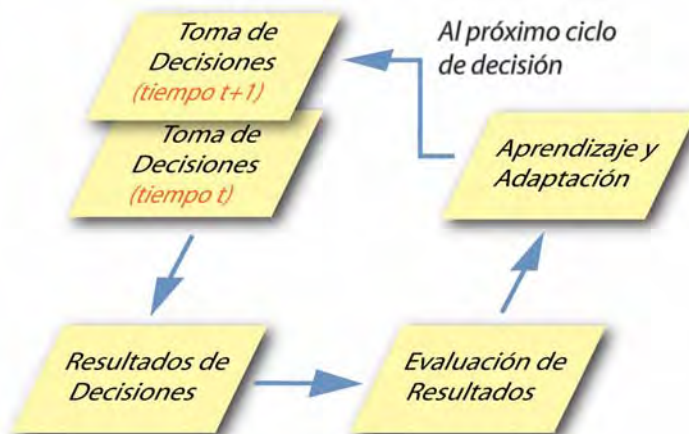 Toma de
Decisiones
(tiempo t+1)
Al próximo ciclo
de decisión
Toma de
Decisiones
(tiempo t)
Aprendizaje y
Adaptación
Resultados de
Decisiones
Evaluación de
Resultados